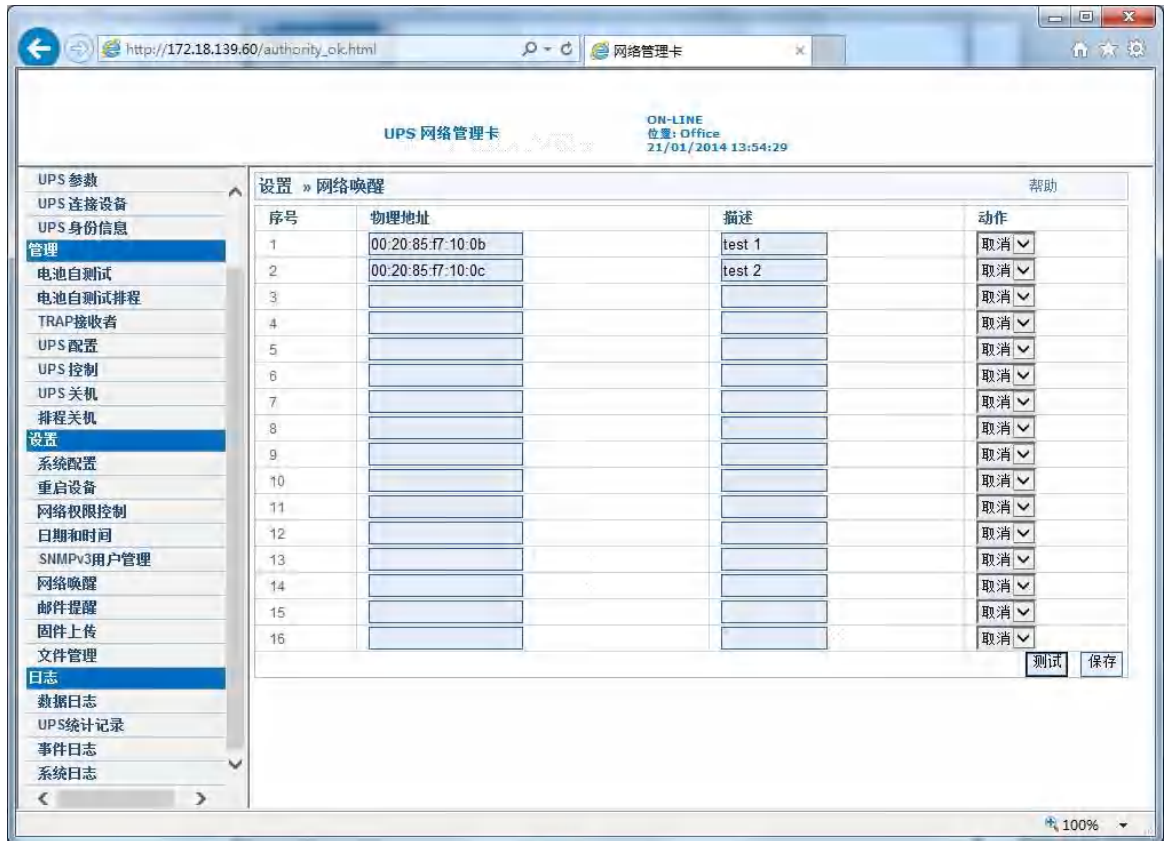 http://172.18.139.60/authority_ok.html
网络管理卡
UPS 网络管理卡
ON-LINE
位置: Office
21/01/2014 13:54:29
UPS 参数
UPS 连接设备
UPS 身份信息
管理
电池自测试
电池自测试排程
TRAP接收者
UPS 配置
UPS 控制
UPS 关机
排程关机
设置
系统配置
重启设备
网络权限控制
日期和时间
SNMPv3用户管理
网络唤醒
邮件提醒
固件上传
文件管理
日志
数据日志
UPS统计记录
事件日志
系统日志
设置 » 网络唤醒 帮助
序号 物理地址 描述 动作
1 00:20:85:f7:10:0b test 1 取消
2 00:20:85:f7:10:0c test 2 取消
3 取消
4 取消
5 取消
6 取消
7 取消
8 取消
9 取消
10 取消
11 取消
12 取消
13 取消
14 取消
15 取消
16 取消
测试 保存
100%